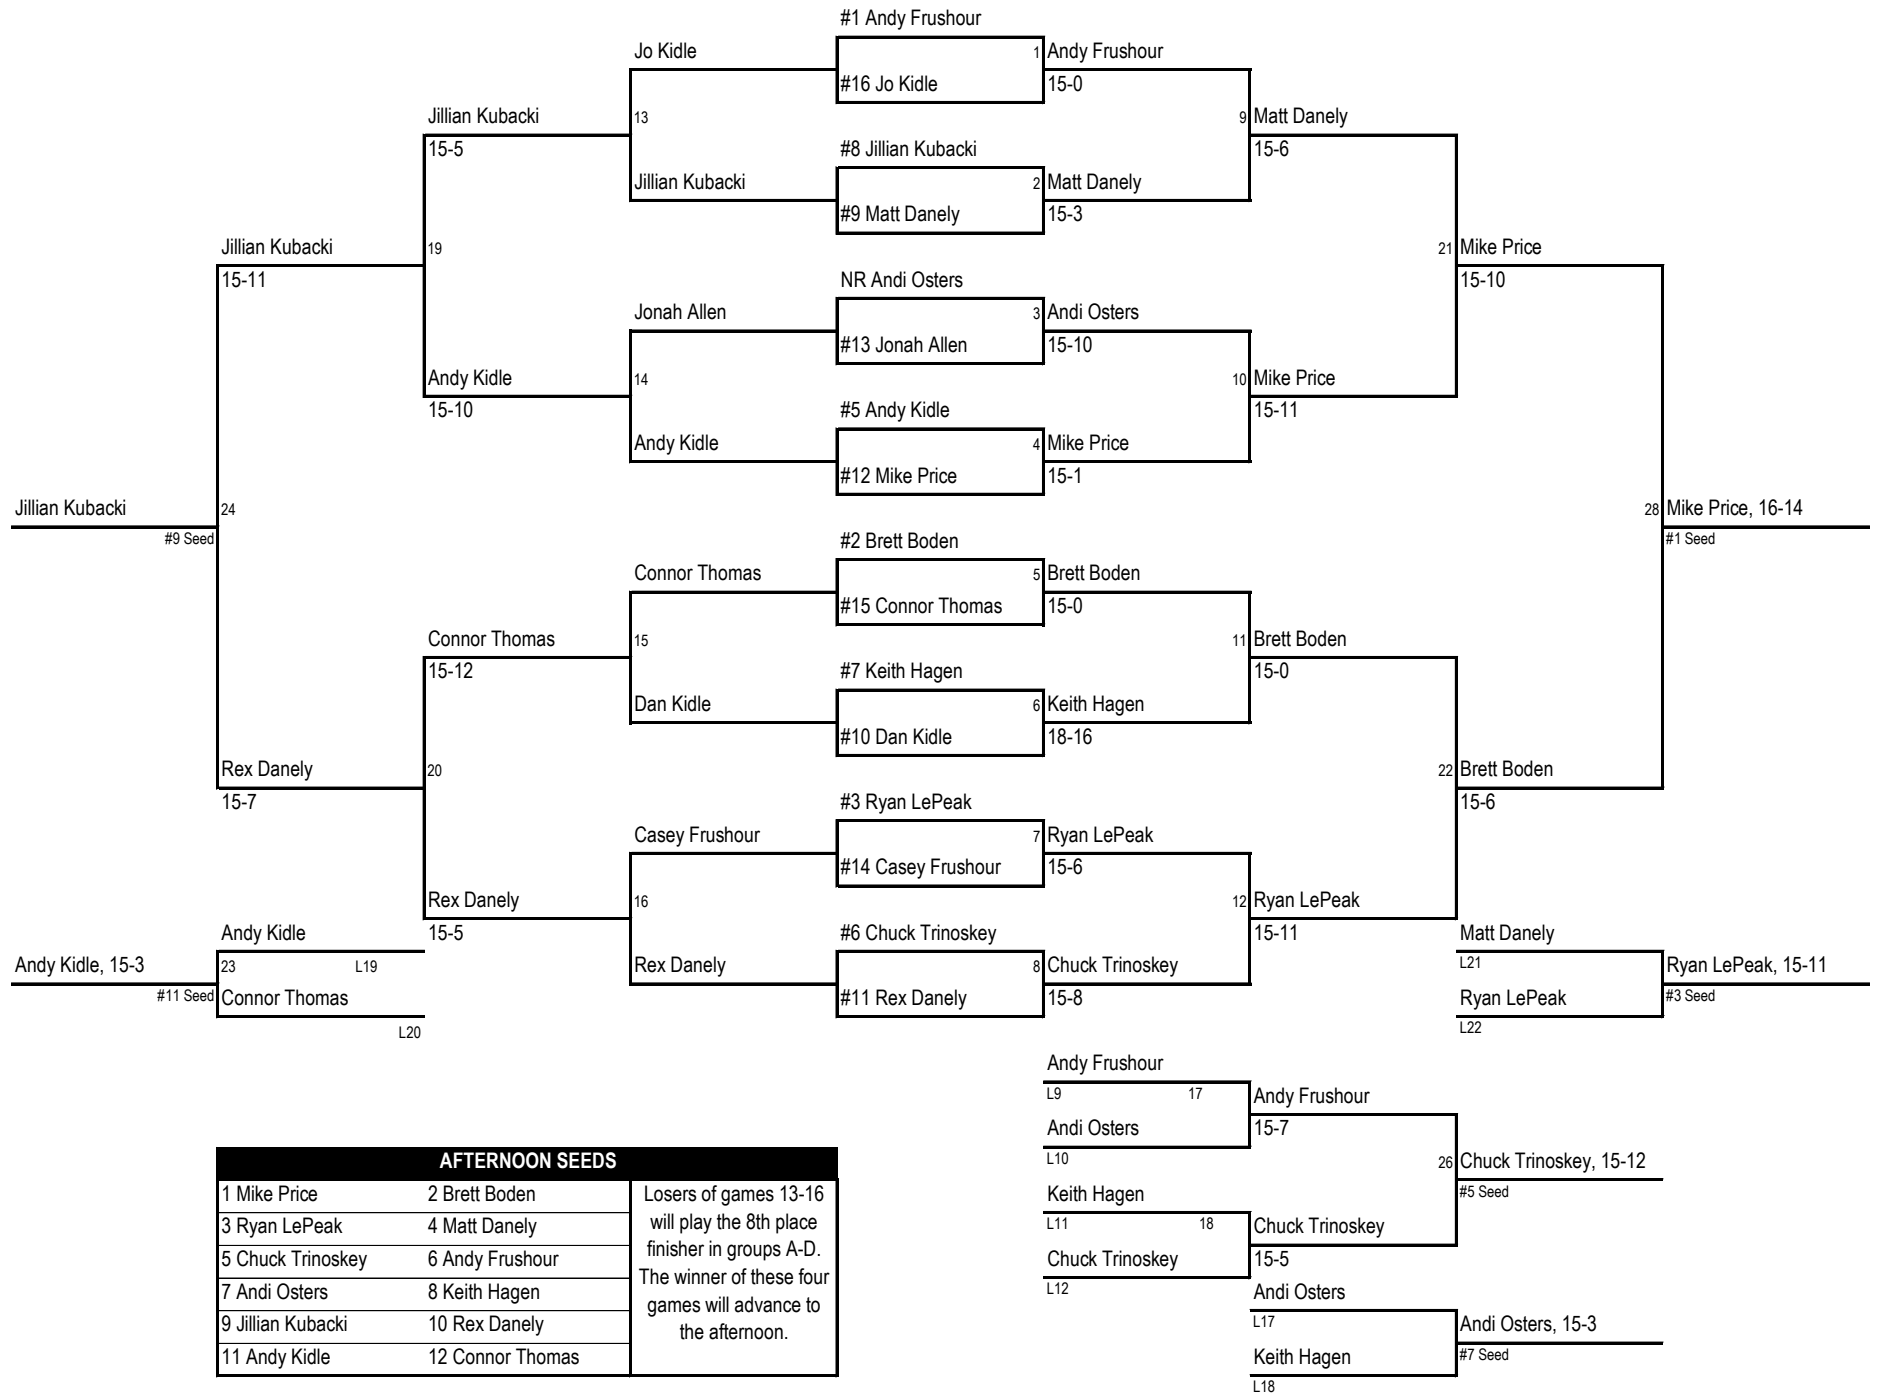 #1 Andy Frushour
Jo Kidle
1 Andy Frushour
#16 Jo Kidle
15-0
Jillian Kubacki
13
9 Matt Danely
15-5
#8 Jillian Kubacki
15-6
Jillian Kubacki
2 Matt Danely
#9 Matt Danely
15-3
Jillian Kubacki
19
21 Mike Price
15-11
NR Andi Osters
15-10
Jonah Allen
3 Andi Osters
#13 Jonah Allen
15-10
Andy Kidle
14
10 Mike Price
15-10
#5 Andy Kidle
15-11
Andy Kidle
4 Mike Price
#12 Mike Price
15-1
Jillian Kubacki
24
28 Mike Price, 16-14
#9 Seed
#2 Brett Boden
#1 Seed
Connor Thomas
5 Brett Boden
#15 Connor Thomas
15-0
Connor Thomas
15
11 Brett Boden
15-12
#7 Keith Hagen
15-0
Dan Kidle
6 Keith Hagen
#10 Dan Kidle
18-16
Rex Danely
20
22 Brett Boden
15-7
#3 Ryan LePeak
15-6
Casey Frushour
7 Ryan LePeak
#14 Casey Frushour
15-6
Rex Danely
16
12 Ryan LePeak
15-5
Andy Kidle
#6 Chuck Trinoskey
15-11
Matt Danely
Andy Kidle, 15-3
23
L19
Rex Danely
8 Chuck Trinoskey
L21
Ryan LePeak, 15-11
#11 Seed
Connor Thomas
#11 Rex Danely
15-8
Ryan LePeak
#3 Seed
L20
L22
Andy Frushour
L9
17
Andy Frushour
Andi Osters
15-7
L10
26 Chuck Trinoskey, 15-12
Keith Hagen
#5 Seed
L11
18
Chuck Trinoskey
Chuck Trinoskey
15-5
L12
Andi Osters
L17
Andi Osters, 15-3
Keith Hagen
#7 Seed
L18
AFTERNOON SEEDS
1 Mike Price
2 Brett Boden
3 Ryan LePeak
4 Matt Danely
5 Chuck Trinoskey
6 Andy Frushour
7 Andi Osters
8 Keith Hagen
9 Jillian Kubacki
10 Rex Danely
11 Andy Kidle
12 Connor Thomas
Losers of games 13-16
will play the 8th place
finisher in groups A-D.
The winner of these four
games will advance to
the afternoon.